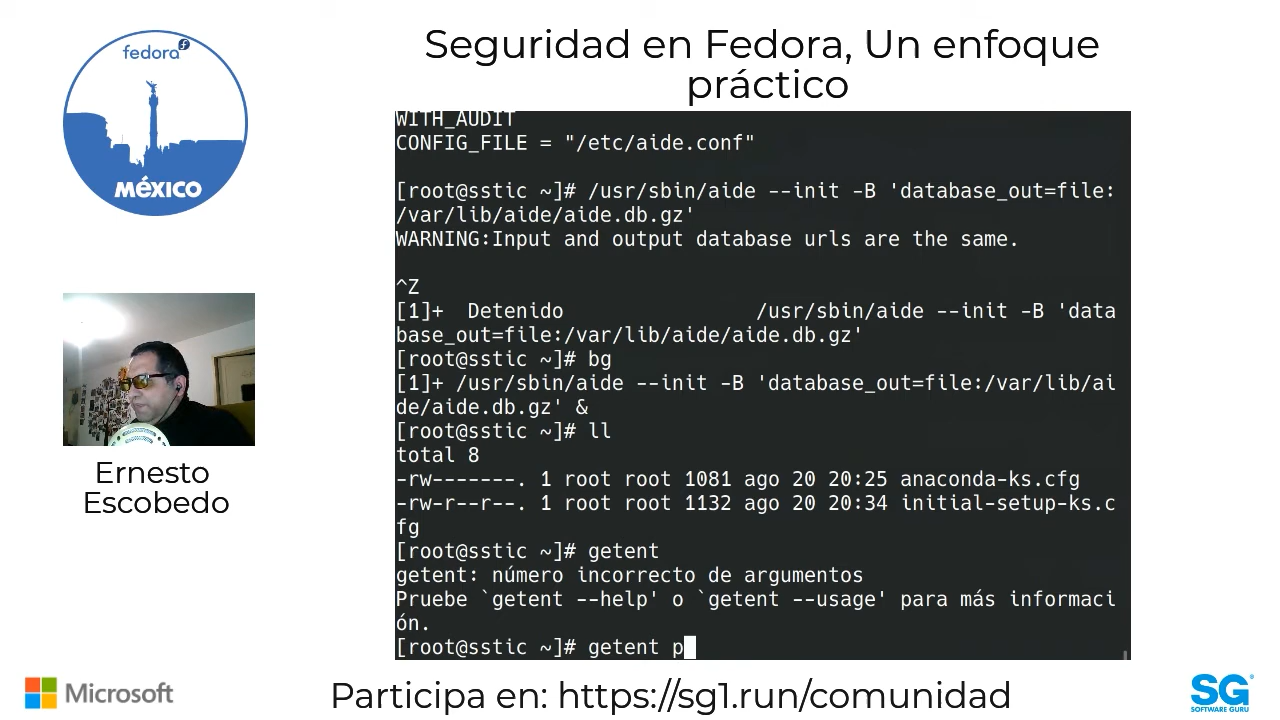 fedora
MéXICO
Seguridad en Fedora, Un enfoque
práctico
WITH_AUDIT
CONFIG_FILE = "/etc/aide.conf"
[root@sstic ~]# /usr/sbin/aide --init -B 'database_out=file:
/var/lib/aide/aide.db.gz'
WARNING:Input and output database urls are the same.
^Z
[1]+  Detenido                /usr/sbin/aide --init -B 'data
base_out=file:/var/lib/aide/aide.db.gz'
[root@sstic ~]# bg
[1]+ /usr/sbin/aide --init -B 'database_out=file:/var/lib/ai
de/aide.db.gz' &
[root@sstic ~]# ll
total 8
-rw-------. 1 root root 1081 ago 20 20:25 anaconda-ks.cfg
-rw-r--r--. 1 root root 1132 ago 20 20:34 initial-setup-ks.c
fg
[root@sstic ~]# getent
getent: número incorrecto de argumentos
Pruebe `getent --help' o `getent --usage' para más informaci
ón.
[root@sstic ~]# getent p
Ernesto
Escobedo
Microsoft
Participa en: https://sg1.run/comunidad
SG
SOFTWARE GURU